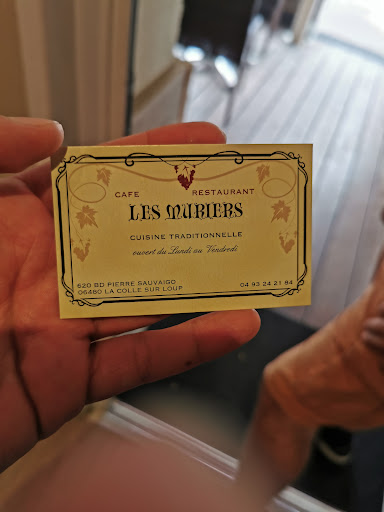 CAFE RESTAURANT
LES MURIERS
CUISINE TRADITIONNELLE
ouvert du Lundi au Vendredi
620 BD PIERRE SAUVAIGO
06480 LA COLLE SUR LOUP 04 93 24 21 84